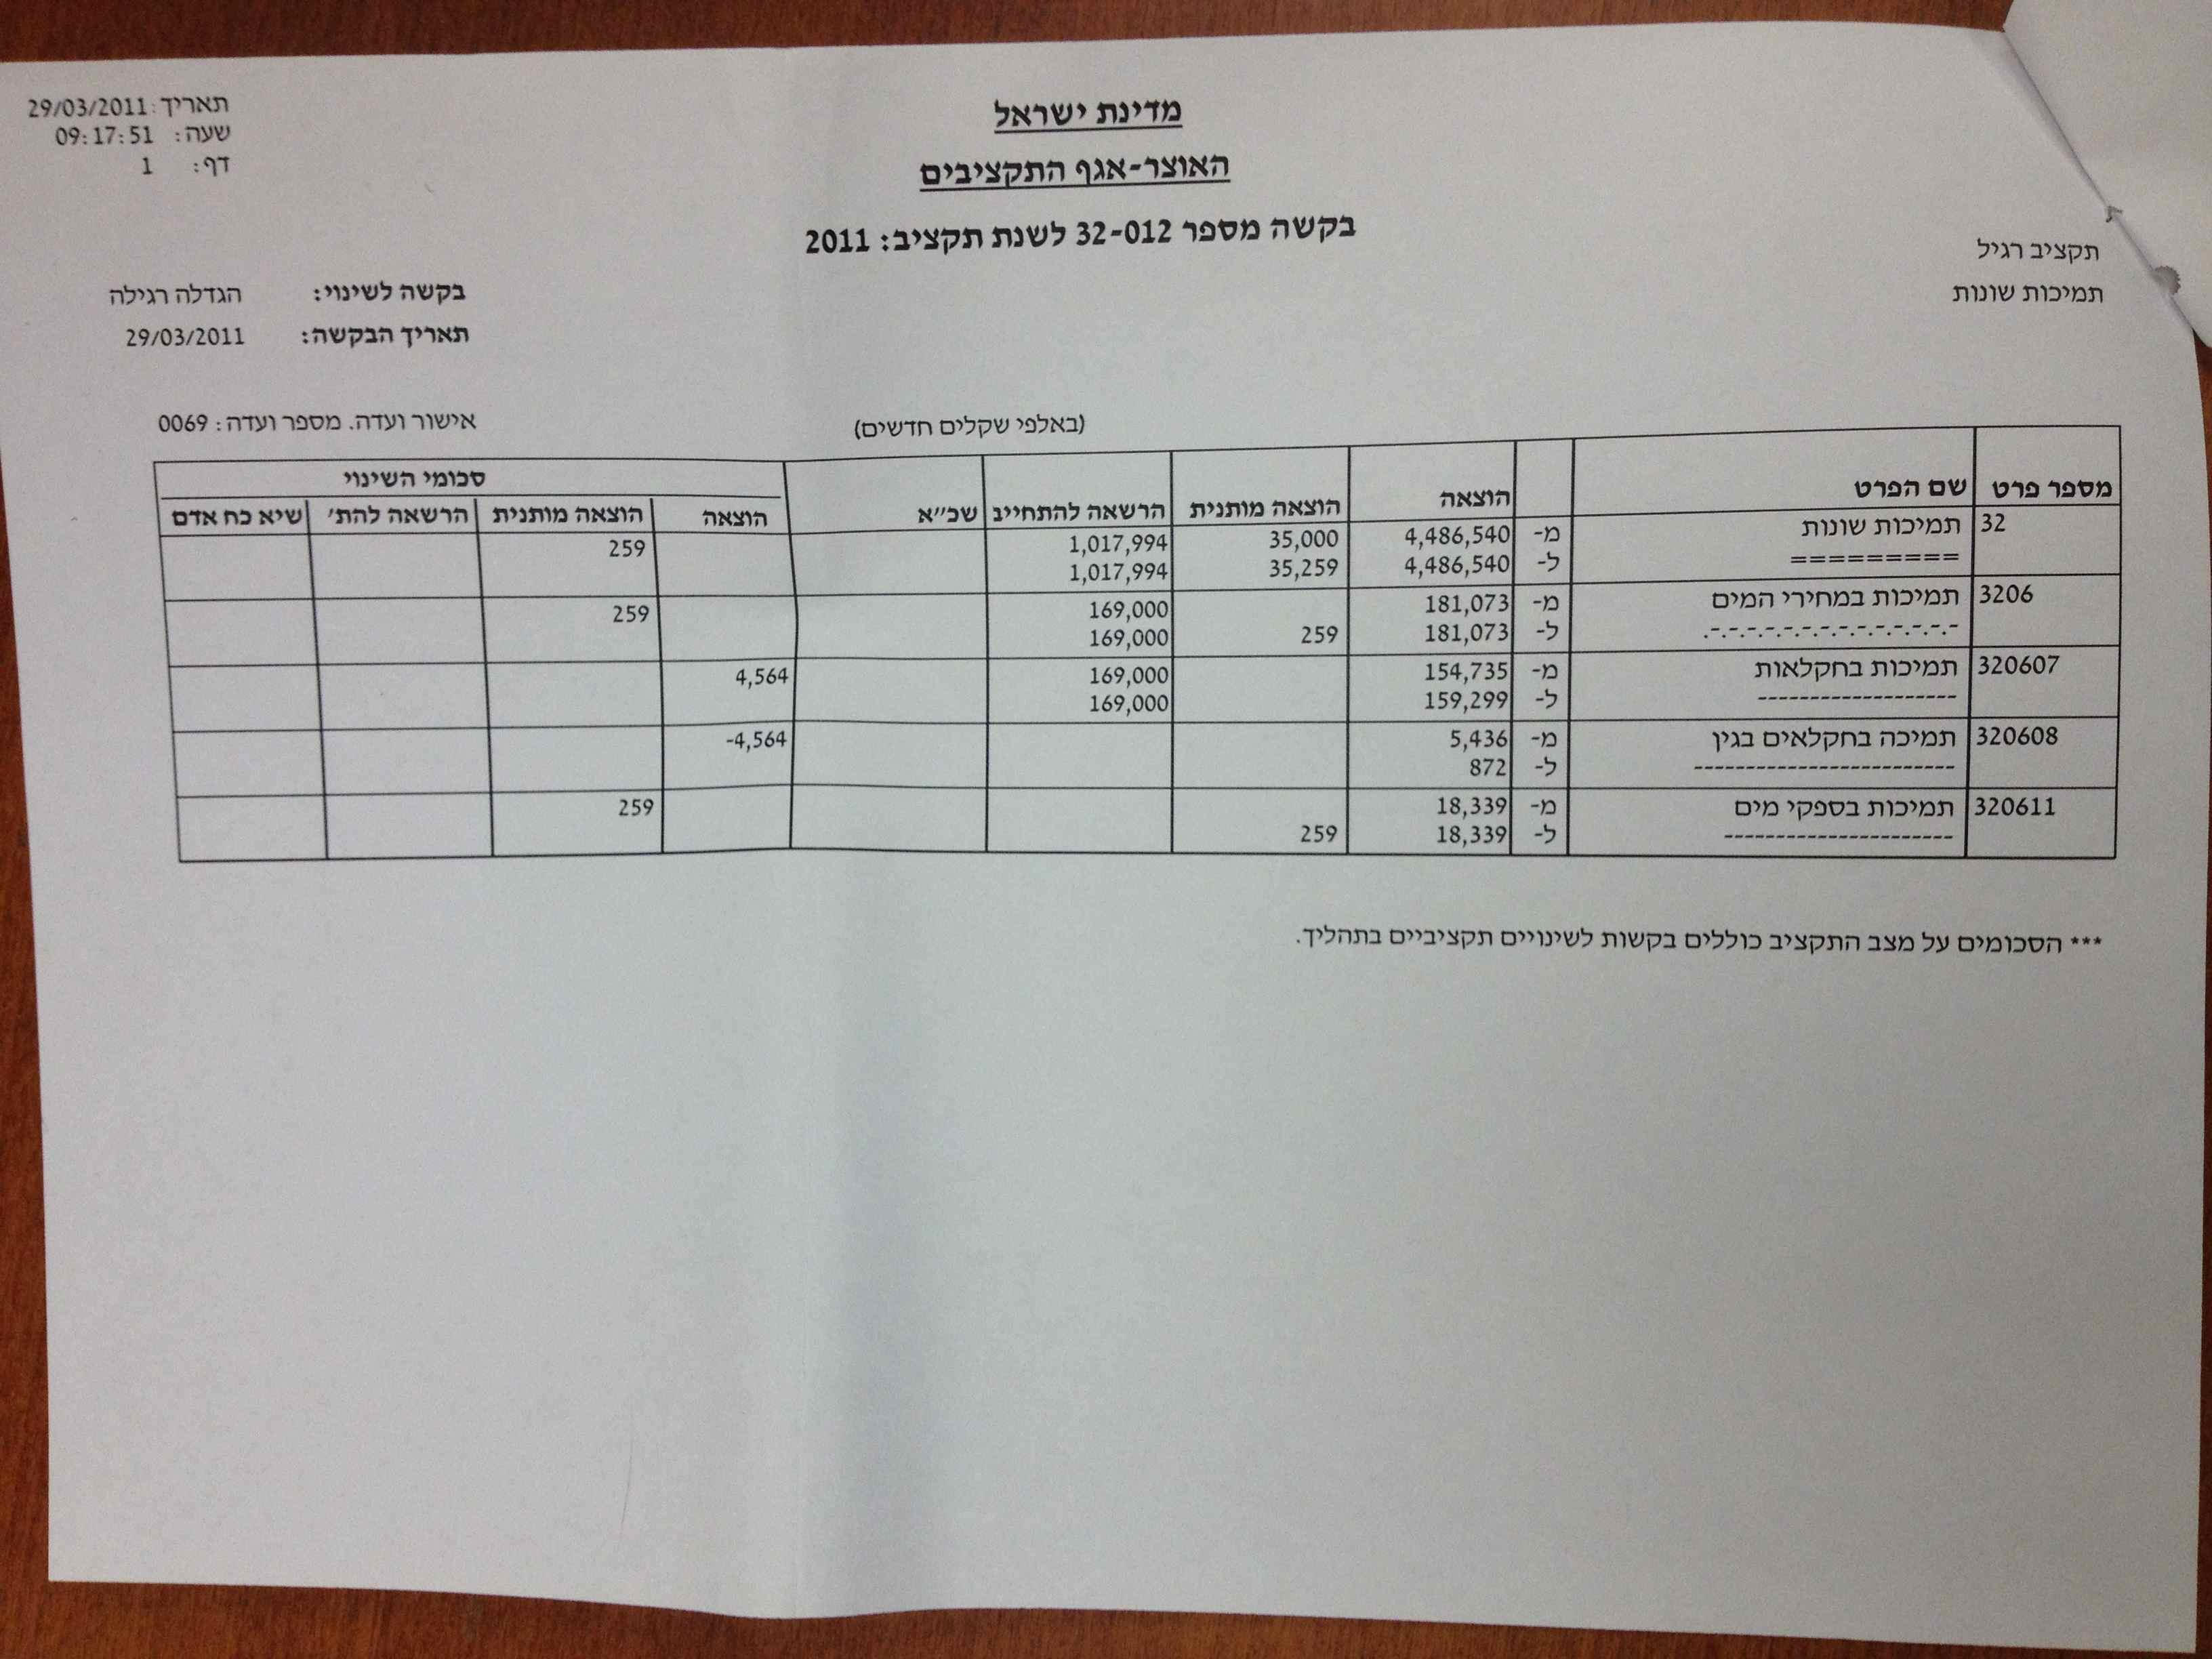 תאריך: 29/03/2011
שעה: 09:17:51
דף: 1
מדינת ישראל
האוצר-אגף התקציבים
בקשה מספר 32-012 לשנת תקציב: 2011
תקציב רגיל
תמיכות שונות
בקשה לשינוי: הגדלה רגילה
תאריך הבקשה: 29/03/2011
(באלפי שקלים חדשים) אישור ועדה. מספר ועדה: 0069
סכומי השינוי
מספר פרט שם הפרט הוצאה הוצאה מותנית הרשאה להתחייב שכ״א הוצאה הוצאה מותנית הרשאה להת׳ שיא כח אדם
32 תמיכות שונות מ- 4,486,540 35,000 1,017,994 259
========= ל- 4,486,540 35,259 1,017,994
3206 תמיכות במחירי המים מ- 181,073 169,000 259
-.-.-.-.-.-.-.-.-.-.-.-.-. ל- 181,073 259 169,000
320607 תמיכות בחקלאות מ- 154,735 169,000 4,564
------------------- ל- 159,299 169,000
320608 תמיכה בחקלאים בגין מ- 5,436 -4,564
------------------------- ל- 872
320611 תמיכות בספקי מים מ- 18,339 259
---------------------- ל- 18,339 259
*** הסכומים על מצב התקציב כוללים בקשות לשינויים תקציביים בתהליך.